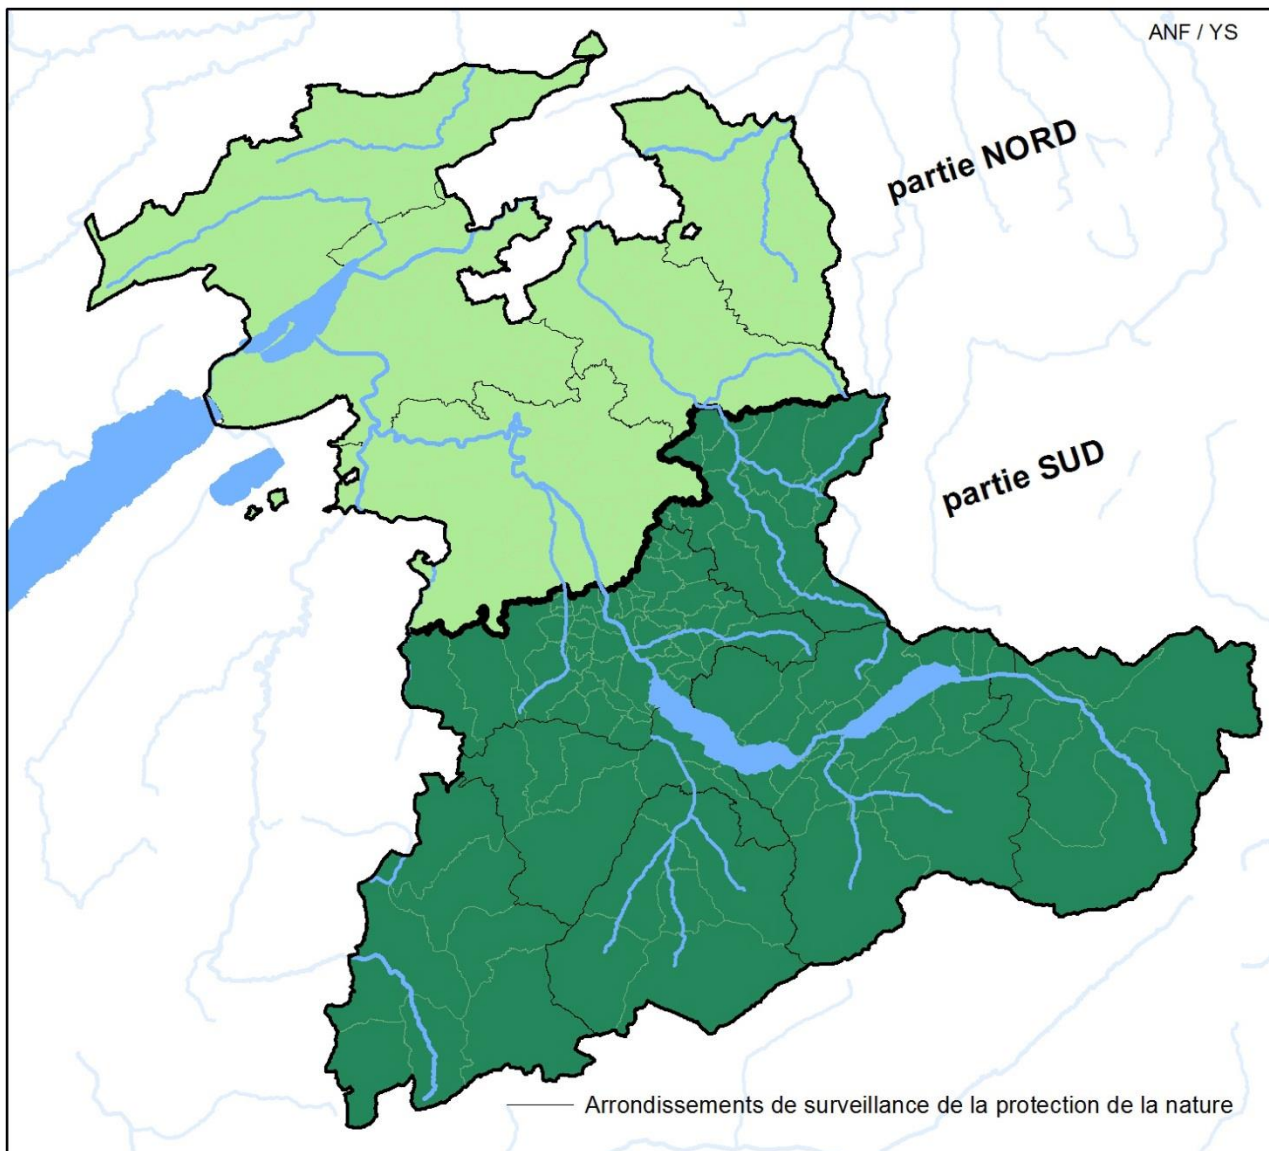 ANF / YS
partie NORD
partie SUD
Arrondissements de surveillance de la protection de la nature